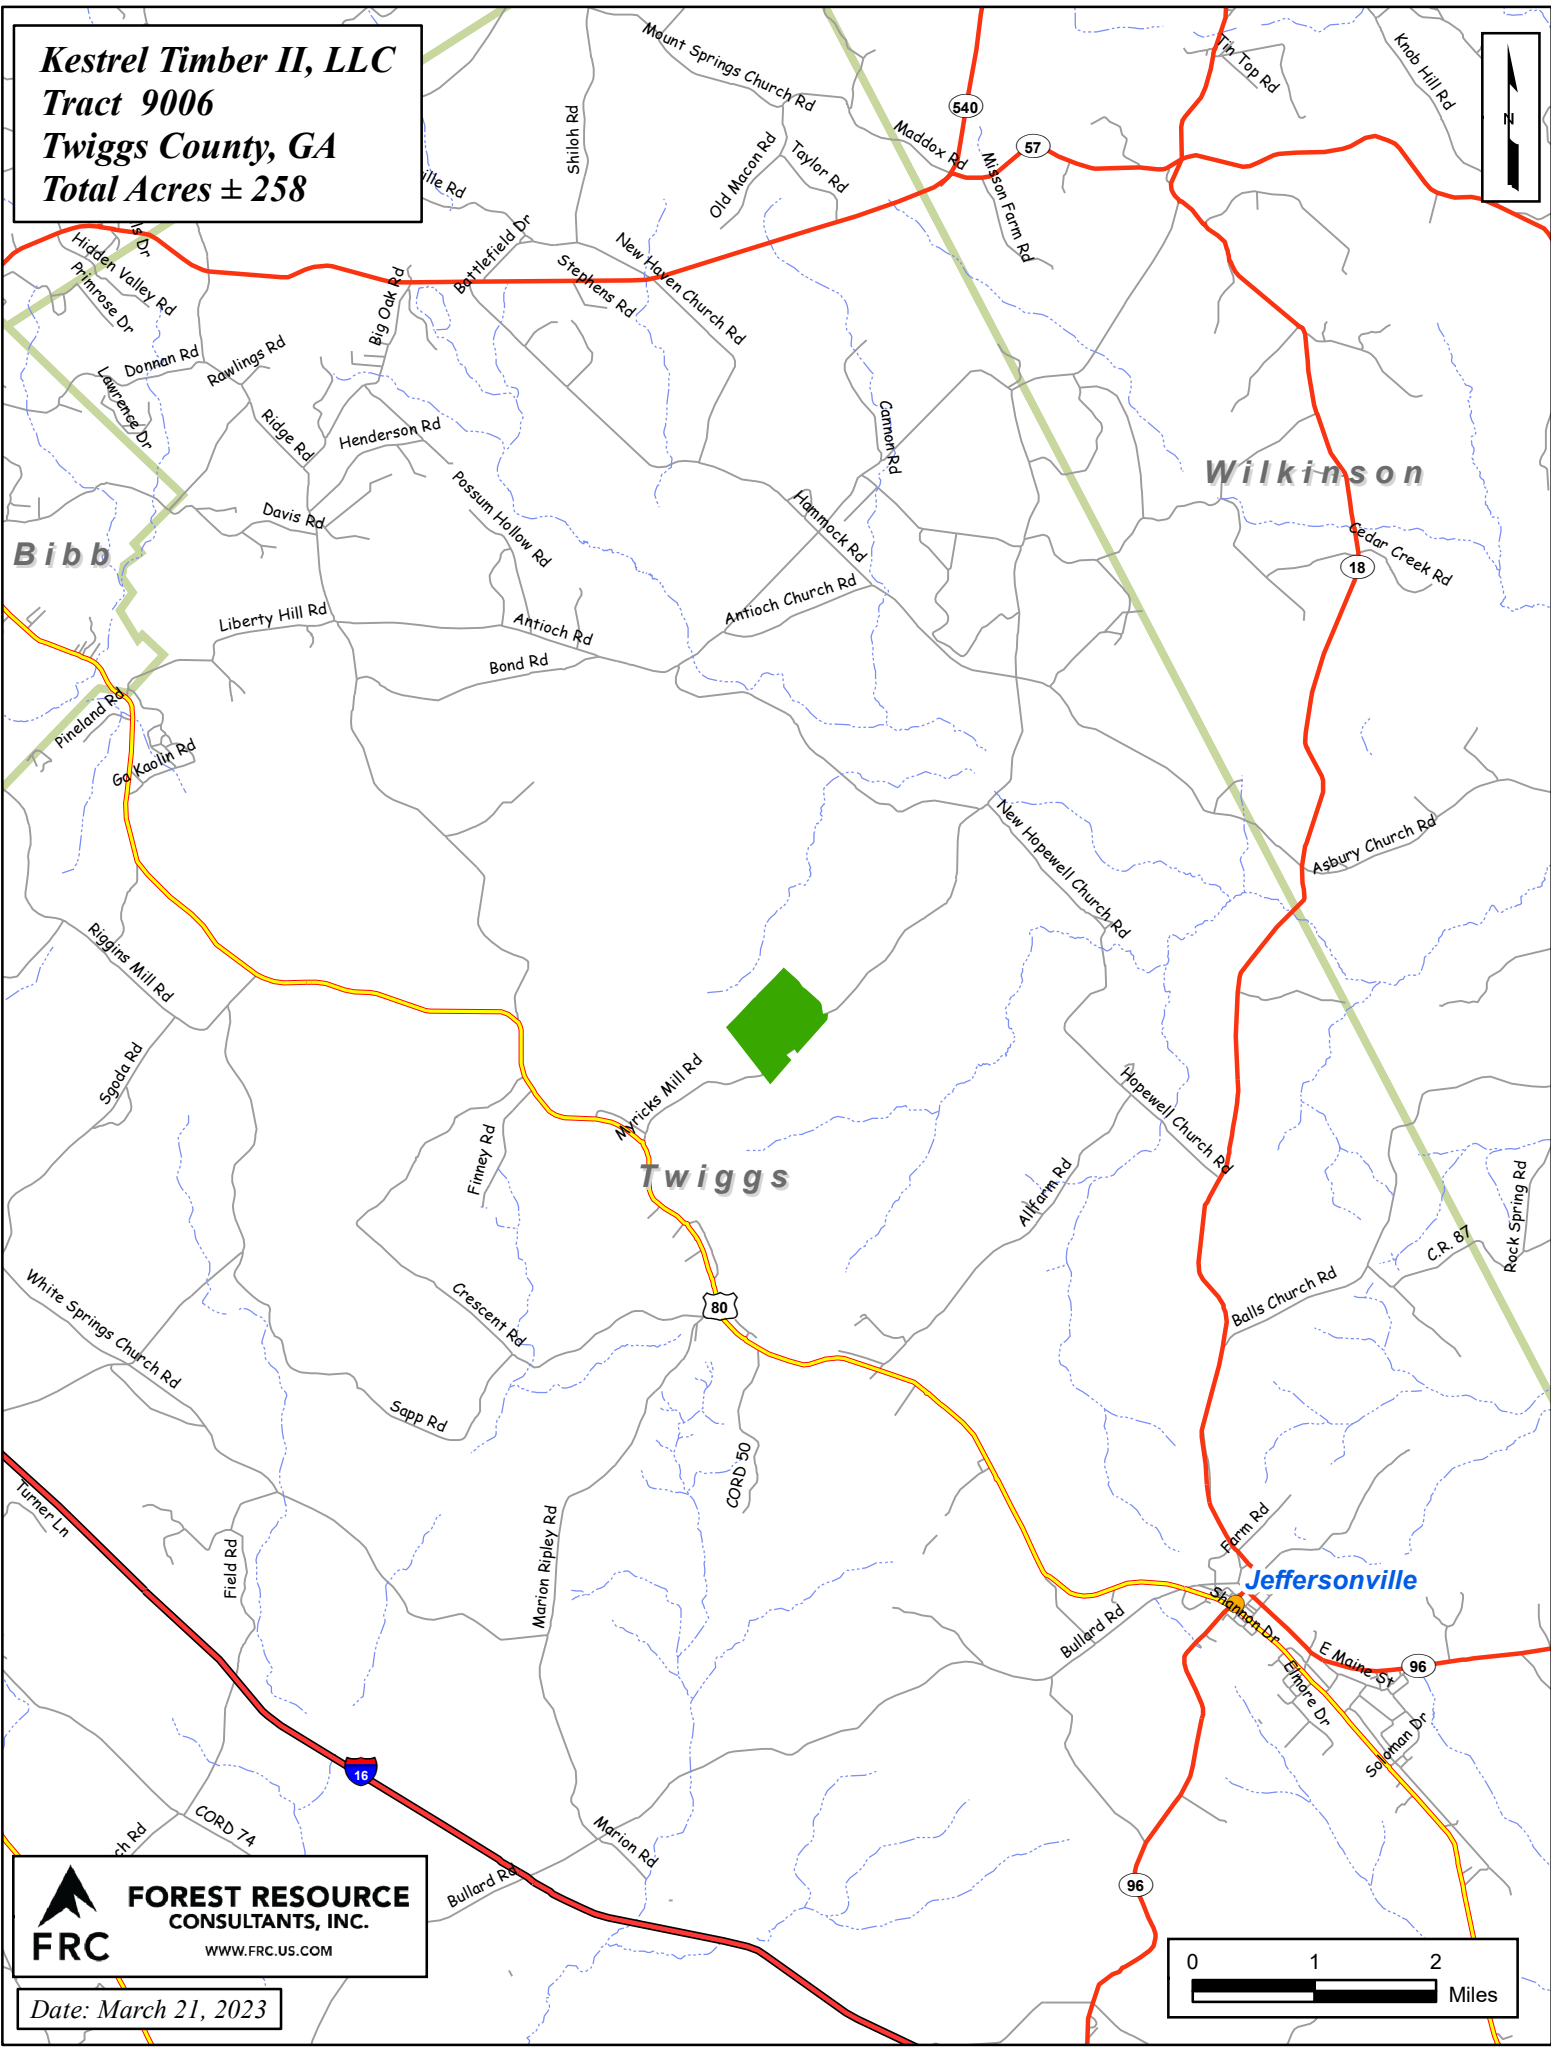 Kestrel Timber II, LLC
Tract 9006
Twiggs County, GA
Total Acres ± 258
Mount Springs Church Rd
Tin Top Rd
Knob Hill Rd
N
540
57
Shiloh Rd
Maddox Rd
Old Macon Rd
Taylor Rd
Misson Farm Rd
ille Rd
ls Dr
Hidden Valley Rd
Primrose Dr
Battlefield Dr
New Haven Church Rd
Stephens Rd
Big Oak Rd
Donnan Rd
Rawlings Rd
Lawrence Dr
Ridge Rd
Henderson Rd
Cannon Rd
Wilkinson
Possum Hollow Rd
Hammock Rd
Davis Rd
Bibb
Cedar Creek Rd
18
Antioch Church Rd
Liberty Hill Rd
Antioch Rd
Bond Rd
Pineland Rd
Ga Kaolin Rd
New Hopewell Church Rd
Asbury Church Rd
Riggins Mill Rd
Sgoda Rd
Myricks Mill Rd
Hopewell Church Rd
Finney Rd
Twiggs
Allfarm Rd
Rock Spring Rd
C.R. 87
White Springs Church Rd
Crescent Rd
80
Balls Church Rd
Sapp Rd
CORD 50
Turner Ln
Marion Ripley Rd
Field Rd
Farm Rd
Jeffersonville
Shannon Dr
Bullard Rd
E Maine St
96
Elmore Dr
Soloman Dr
16
CORD 74
ch Rd
Marion Rd
Bullard Rd
96
FRC
FOREST RESOURCE
CONSULTANTS, INC.
WWW.FRC.US.COM
0 1 2
Miles
Date: March 21, 2023